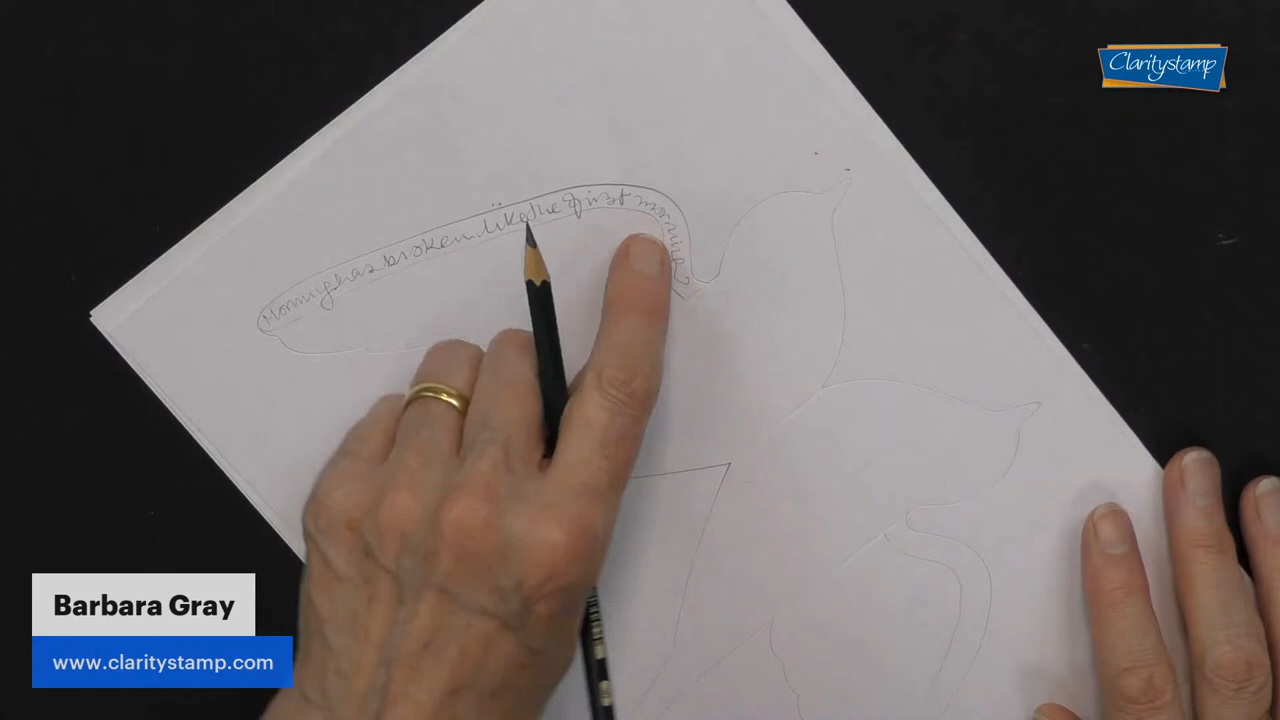 Claritystamp
Morning has broken like the first morning
Barbara Gray
www.claritystamp.com